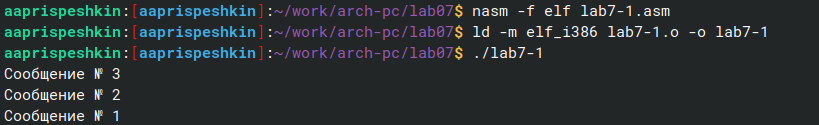 aaprispeshkin:[aaprispeshkin]:~/work/arch-pc/lab07$ nasm -f elf lab7-1.asm
aaprispeshkin:[aaprispeshkin]:~/work/arch-pc/lab07$ ld -m elf_i386 lab7-1.o -o lab7-1
aaprispeshkin:[aaprispeshkin]:~/work/arch-pc/lab07$ ./lab7-1
Сообщение № 3
Сообщение № 2
Сообщение № 1